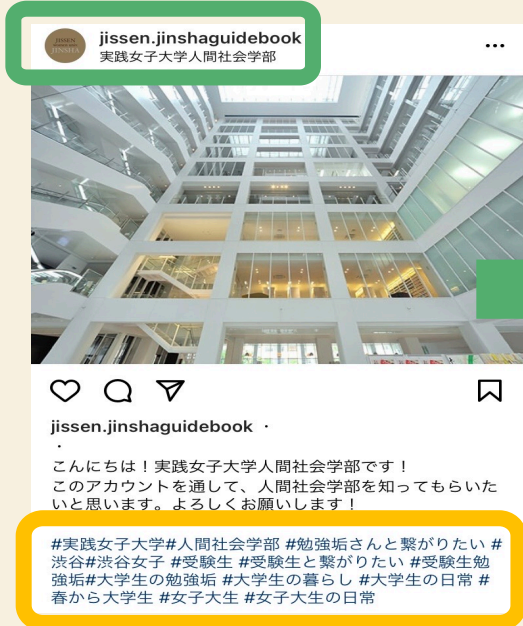 jissen.jinshaguidebook
実践女子大学人間社会学部
jissen.jinshaguidebook ・
・
こんにちは！実践女子大学人間社会学部です！
このアカウントを通して、人間社会学部を知ってもらいた
いと思います。よろしくお願いします！
#実践女子大学#人間社会学部 #勉強垢さんと繋がりたい #
渋谷#渋谷女子 #受験生 #受験生と繋がりたい #受験生勉
強垢#大学生の勉強垢 #大学生の暮らし #大学生の日常 #
春から大学生 #女子大生 #女子大生の日常